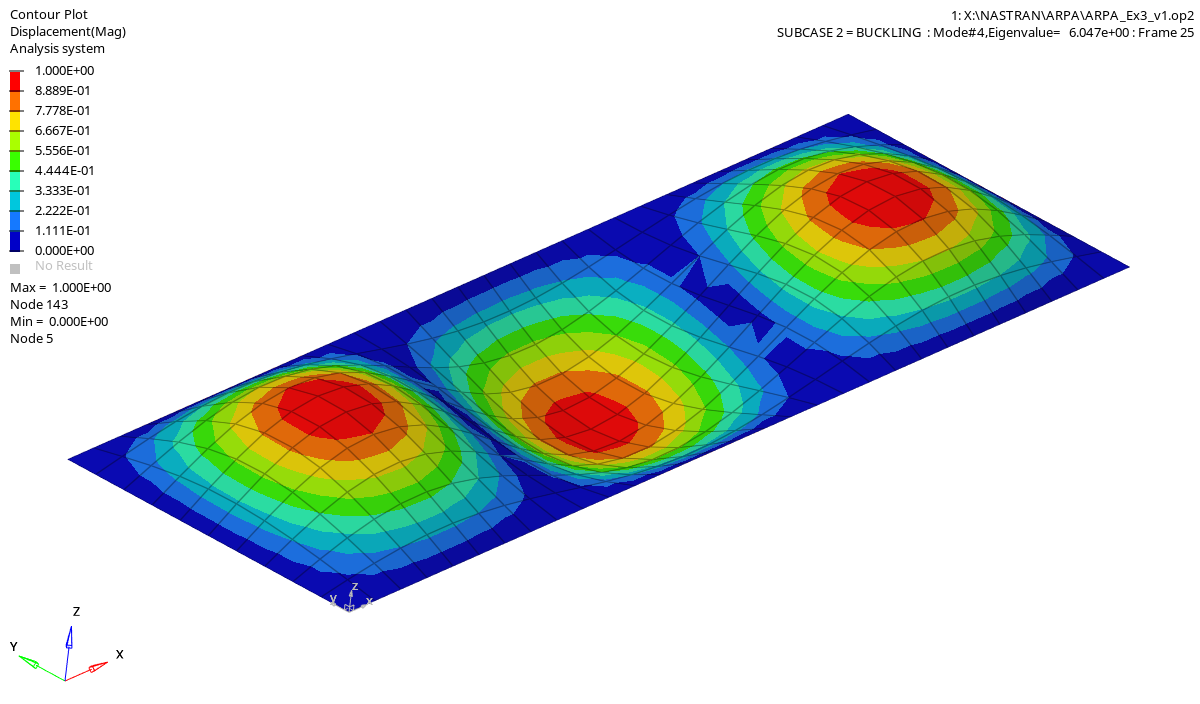 Contour Plot
Displacement(Mag)
Analysis system
1: X:\NASTRAN\ARPA\ARPA_Ex3_v1.op2
SUBCASE 2 = BUCKLING : Mode#4,Eigenvalue= 6.047e+00 : Frame 25
1.000E+00
8.889E-01
7.778E-01
6.667E-01
5.556E-01
4.444E-01
3.333E-01
2.222E-01
1.111E-01
0.000E+00
No Result
Max = 1.000E+00
Node 143
Min = 0.000E+00
Node 5
Z
Y
X
Z
Y
X